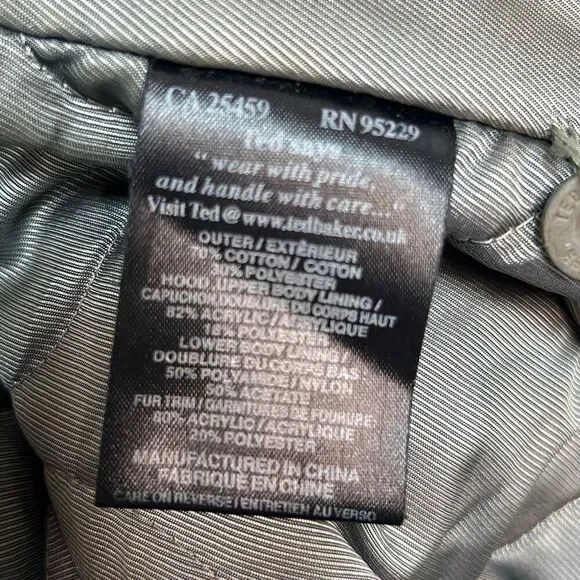 CA 25459 RN 95229
Ted says
"wear with pride,
and handle with care..."
Visit Ted @ www.tedbaker.co.uk
OUTER / EXTÉRIEUR
70% COTTON / COTON
30% POLYESTER
HOOD, UPPER BODY LINING /
CAPUCHON, DOUBLURE DU CORPS HAUT
82% ACRYLIC / ACRYLIQUE
18% POLYESTER
LOWER BODY LINING /
DOUBLURE DU CORPS BAS
50% POLYAMIDE / NYLON
50% ACETATE
FUR TRIM / GARNITURES DE FOURURE:
80% ACRYLIC / ACRYLIQUE
20% POLYESTER
MANUFACTURED IN CHINA
FABRIQUE EN CHINE
CARE ON REVERSE / ENTRETIEN AU VERSO
TED